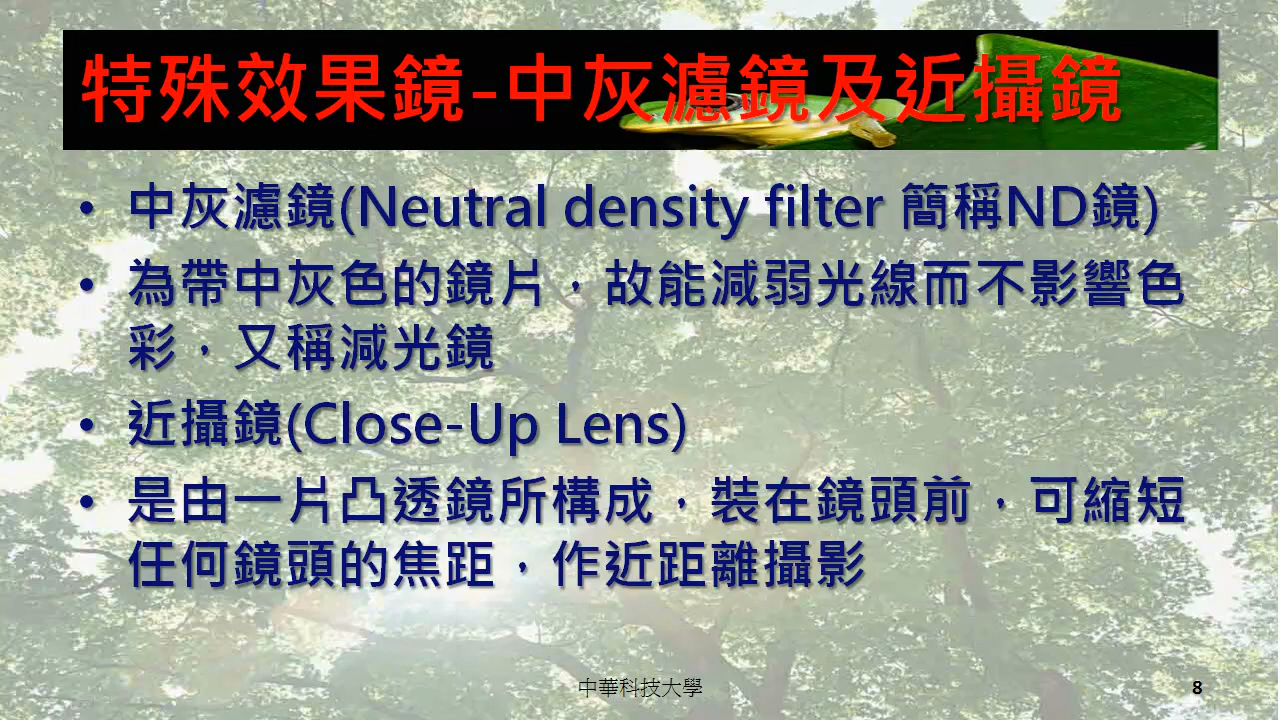 特殊效果鏡-中灰濾鏡及近攝鏡
• 中灰濾鏡(Neutral density filter 簡稱ND鏡)
• 為帶中灰色的鏡片，故能減弱光線而不影響色
彩，又稱減光鏡
• 近攝鏡(Close-Up Lens)
• 是由一片凸透鏡所構成，裝在鏡頭前，可縮短
任何鏡頭的焦距，作近距離攝影
中華科技大學
8